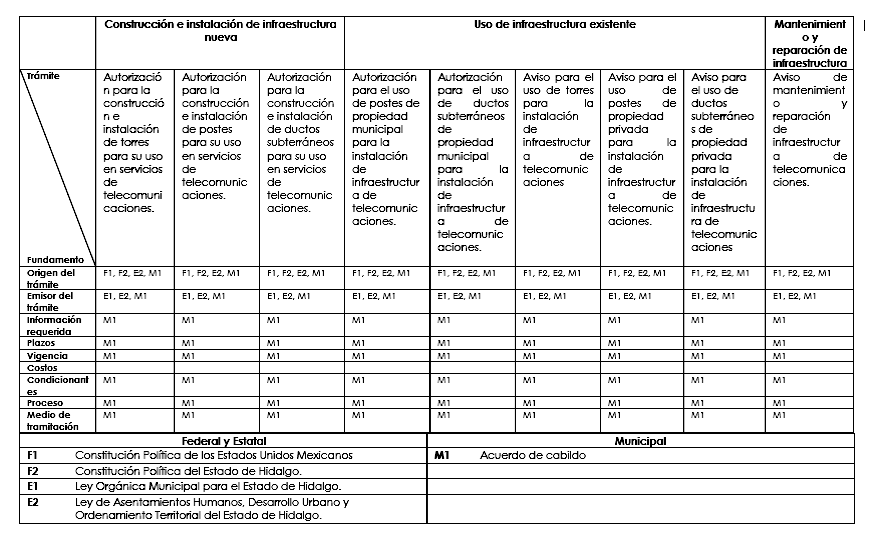 Construcción e instalación de infraestructura nueva
Uso de infraestructura existente
Mantenimient
o y
reparación de
infraestructura
Trámite
Fundamento
Autorizació
n para la
construcció
n e
instalación
de torres
para su uso
en servicios
de
telecomuni
caciones.
Autorización
para la
construcción
e instalación
de postes
para su uso
en servicios
de
telecomunic
aciones.
Autorización
para la
construcción
e instalación
de ductos
subterráneos
para su uso
en servicios
de
telecomunic
aciones.
Autorización
para el uso
de postes de
propiedad
municipal
para la
instalación
de
infraestructur
a de
telecomunic
aciones.
Autorización
para el uso
de ductos
subterráneos
de
propiedad
municipal
para la
instalación
de
infraestructur
a de
telecomunic
aciones.
Aviso para el
uso de torres
para la
instalación
de
infraestructur
a de
telecomunic
aciones
Aviso para el
uso de
postes de
propiedad
privada
para la
instalación
de
infraestructur
a de
telecomunic
aciones.
Aviso para
el uso de
ductos
subterráneo
s de
propiedad
privada
para la
instalación
de
infraestructu
ra de
telecomunic
aciones
Aviso de
mantenimient
o y
reparación
de
infraestructur
a de
telecomunica
ciones.
Origen del
trámite
F1, F2, E2, M1 F1, F2, E2, M1 F1, F2, E2, M1 F1, F2, E2, M1 F1, F2, E2, M1 F1, F2, E2, M1 F1, F2, E2, M1 F1, F2, E2, M1 F1, F2, E2, M1
Emisor del
trámite
E1, E2, M1 E1, E2, M1 E1, E2, M1 E1, E2, M1 E1, E2, M1 E1, E2, M1 E1, E2, M1 E1, E2, M1 E1, E2, M1
Información
requerida
M1 M1 M1 M1 M1 M1 M1 M1 M1
Plazos M1 M1 M1 M1 M1 M1 M1 M1 M1
Vigencia M1 M1 M1 M1 M1 M1 M1 M1 M1
Costos
Condicionant
es
M1 M1 M1 M1 M1 M1 M1 M1 M1
Proceso M1 M1 M1 M1 M1 M1 M1 M1 M1
Medio de
tramitación
M1 M1 M1 M1 M1 M1 M1 M1 M1
Federal y Estatal Municipal
F1 Constitución Política de los Estados Unidos Mexicanos M1 Acuerdo de cabildo
F2 Constitución Política del Estado de Hidalgo.
E1 Ley Orgánica Municipal para el Estado de Hidalgo.
E2 Ley de Asentamientos Humanos, Desarrollo Urbano y
Ordenamiento Territorial del Estado de Hidalgo.